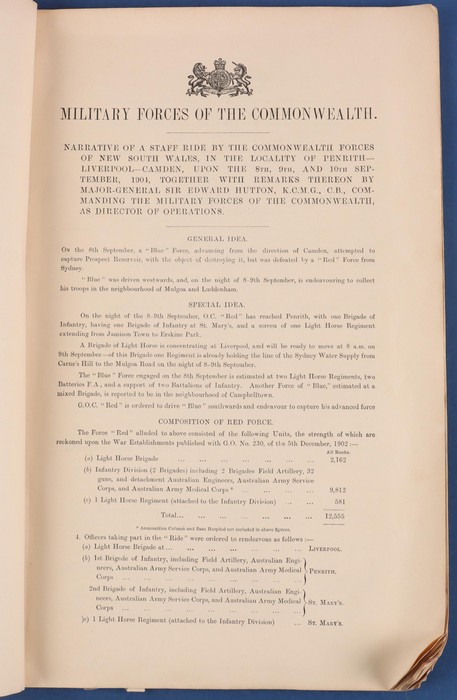 MILITARY FORCES OF THE COMMONWEALTH.
NARRATIVE OF A STAFF RIDE BY THE COMMONWEALTH FORCES
OF NEW SOUTH WALES, IN THE LOCALITY OF PENRITH—
LIVERPOOL—CAMDEN, UPON THE 8TH, 9TH, AND 10TH SEP-
TEMBER, 1904, TOGETHER WITH REMARKS THEREON BY
MAJOR-GENERAL SIR EDWARD HUTTON, K.C.M.G., C.B., COM-
MANDING THE MILITARY FORCES OF THE COMMONWEALTH,
AS DIRECTOR OF OPERATIONS.
GENERAL IDEA.
On the 8th September, a "Blue" Force, advancing from the direction of Camden, attempted to
capture Prospect Reservoir, with the object of destroying it, but was defeated by a "Red" Force from
Sydney.
"Blue" was driven westwards, and, on the night of 8-9th September, is endeavouring to collect
his troops in the neighbourhood of Mulgoa and Luddenham.
SPECIAL IDEA.
On the night of the 8-9th September, O.C. "Red" has reached Penrith, with one Brigade of
Infantry, having one Brigade of Infantry at St. Mary's, and a screen of one Light Horse Regiment
extending from Jamison Town to Erskine Park.
A Brigade of Light Horse is concentrating at Liverpool, and will be ready to move at 8 a.m. on
9th September—of this Brigade one Regiment is already holding the line of the Sydney Water Supply from
Carne's Hill to the Mulgoa Road on the night of 8-9th September.
The "Blue" Force engaged on the 8th September is estimated at two Light Horse Regiments, two
Batteries F.A., and a support of two Battalions of Infantry. Another Force of "Blue," estimated at a
mixed Brigade, is reported to be in the neighbourhood of Campbelltown.
G.O.C. "Red" is ordered to drive "Blue" southwards and endeavour to capture his advanced force
COMPOSITION OF RED FORCE.
The Force "Red" alluded to above consisted of the following Units, the strength of which are
reckoned upon the War Establishments published with G.O. No. 230, of the 5th December, 1902 :—
All Ranks.
(a) Light Horse Brigade ... ... ... ... ... ... 2,162
(b) Infantry Division (2 Brigades) including 2 Brigades Field Artillery, 32
guns, and detachment Australian Engineers, Australian Army Service
Corps, and Australian Army Medical Corps * ... ... ... ... 9,812
(c) 1 Light Horse Regiment (attached to the Infantry Division) ... ... 581
Total... ... ... ... ... ... ... 12,555
* Ammunition Column and Base Hospital not included in above figures.
4. Officers taking part in the "Ride" were ordered to rendezvous as follows :—
(a) Light Horse Brigade at ... ... ... ... ... ... ... LIVERPOOL.
(b) 1st Brigade of Infantry, including Field Artillery, Australian Engi-
neers, Australian Army Service Corps, and Australian Army Medical
Corps ... ... ... ... ... ... ... ... } PENRITH.
2nd Brigade of Infantry, including Field Artillery, Australian Engi-
neers, Australian Army Service Corps, and Australian Army Medical
Corps ... ... ... ... ... ... ... ... } ST. MARY'S.
)c) 1 Light Horse Regiment (attached to the Infantry Division) ... ST. MARY'S.